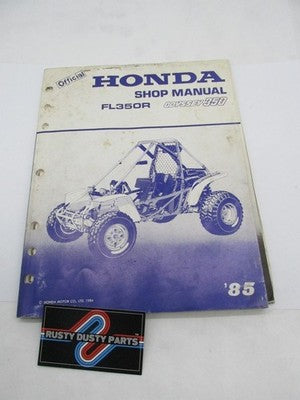 Official
HONDA
SHOP MANUAL
FL350R ODYSSEY 350
'85
© HONDA MOTOR CO., LTD. 1984
RUSTY DUSTY PARTS